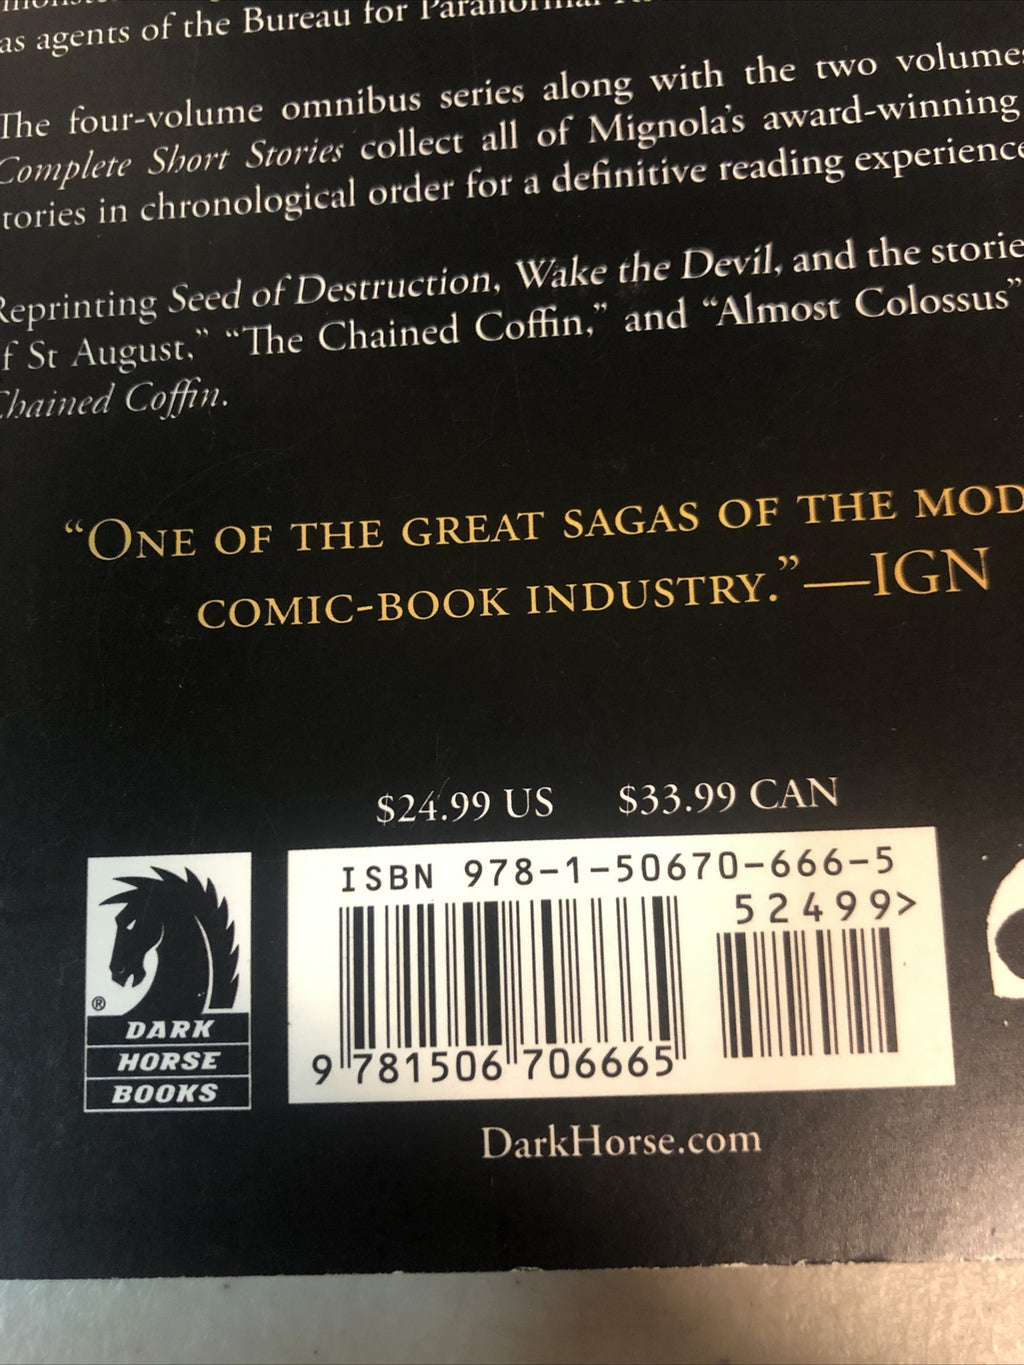 as agents of the Bureau for Paranormal
The four-volume omnibus series along with the two volumes
Complete Short Stories collect all of Mignola's award-winning
tories in chronological order for a definitive reading experience
Reprinting Seed of Destruction, Wake the Devil, and the storie
f St August," "The Chained Coffin," and "Almost Colossus"
Chained Coffin.
"ONE OF THE GREAT SAGAS OF THE MOD
COMIC-BOOK INDUSTRY."—IGN
$24.99 US $33.99 CAN
ISBN 978-1-50670-666-5
52499>
9 781506 706665
®
DARK
HORSE
BOOKS
DarkHorse.com